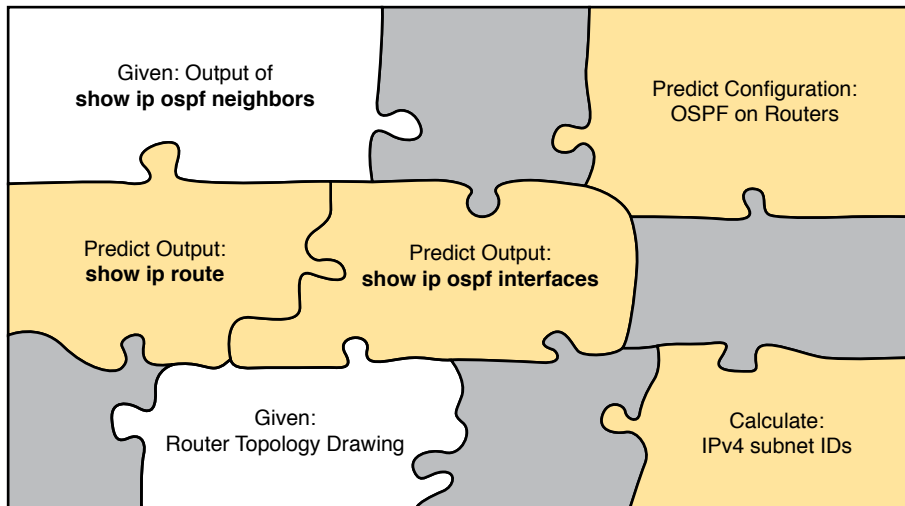 Given: Output of
show ip ospf neighbors
Predict Configuration:
OSPF on Routers
Predict Output:
show ip route
Predict Output:
show ip ospf interfaces
Given:
Router Topology Drawing
Calculate:
IPv4 subnet IDs